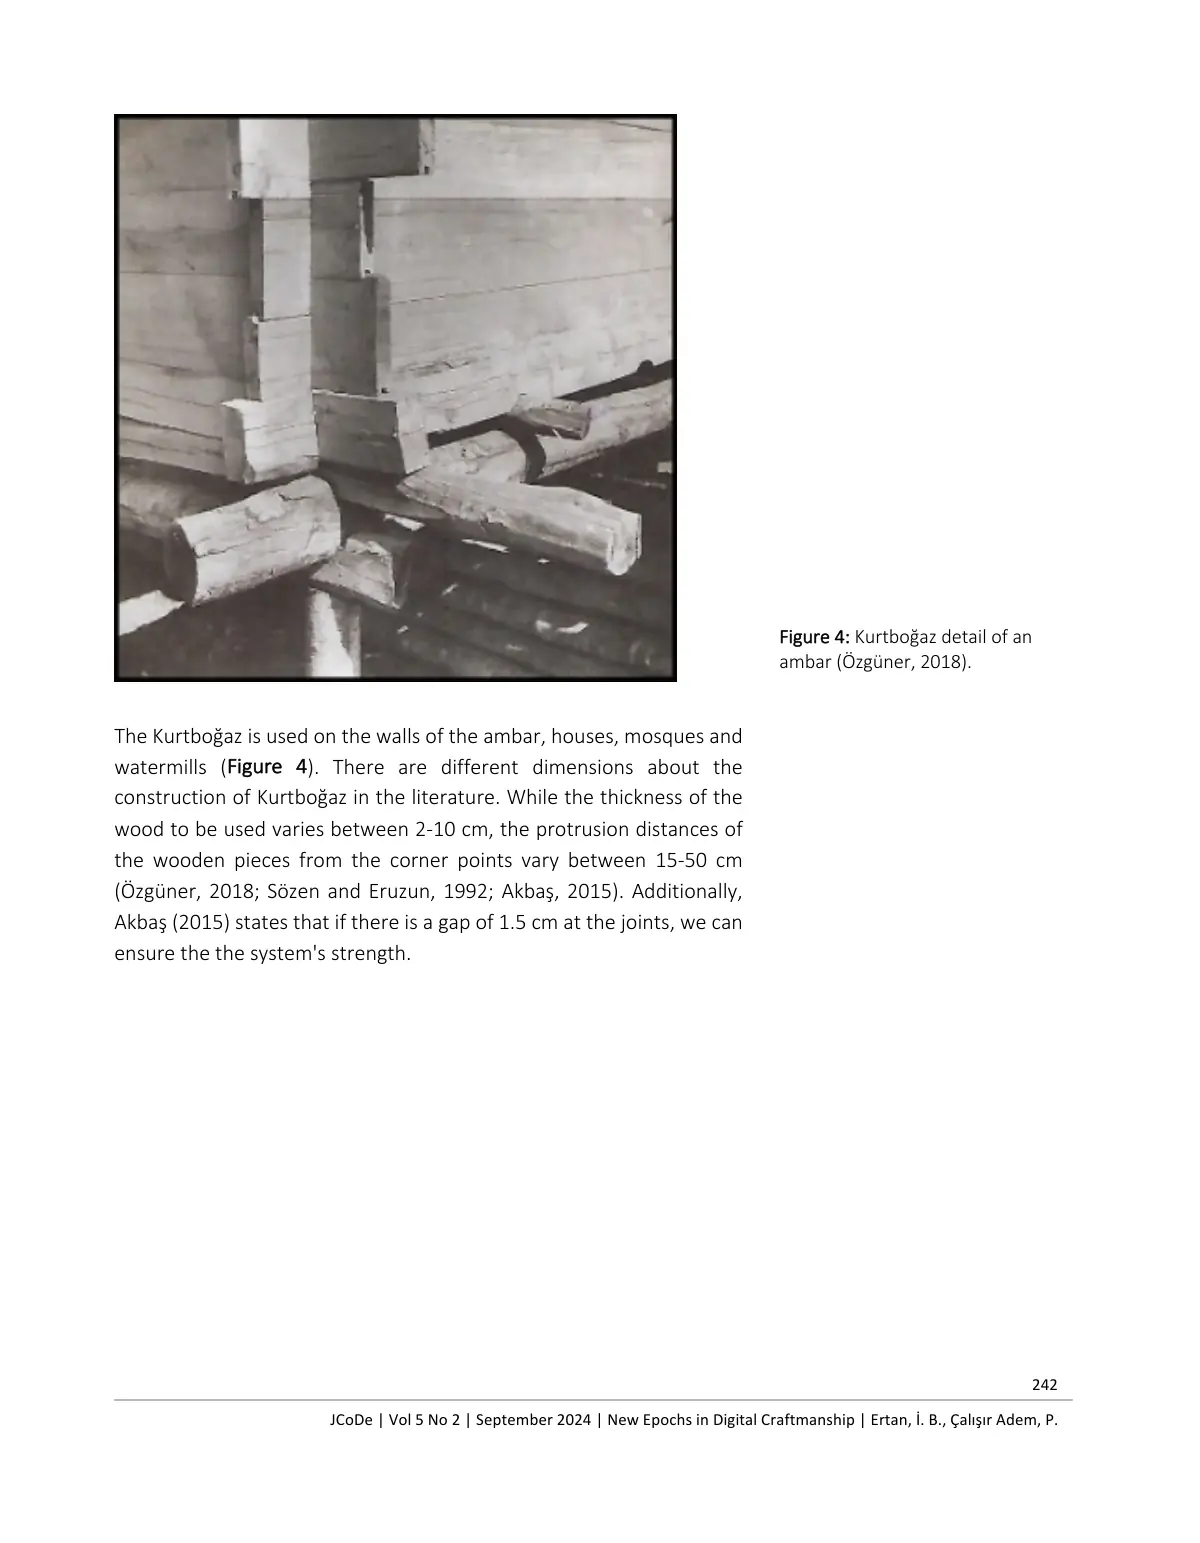 Figure 4: Kurtboğaz detail of an
ambar (Özgüner, 2018).
The Kurtboğaz is used on the walls of the ambar, houses, mosques and
watermills (Figure 4). There are different dimensions about the
construction of Kurtboğaz in the literature. While the thickness of the
wood to be used varies between 2-10 cm, the protrusion distances of
the wooden pieces from the corner points vary between 15-50 cm
(Özgüner, 2018; Sözen and Eruzun, 1992; Akbaş, 2015). Additionally,
Akbaş (2015) states that if there is a gap of 1.5 cm at the joints, we can
ensure the the system's strength.
242
JCoDe | Vol 5 No 2 | September 2024 | New Epochs in Digital Craftmanship | Ertan, İ. B., Çalışır Adem, P.